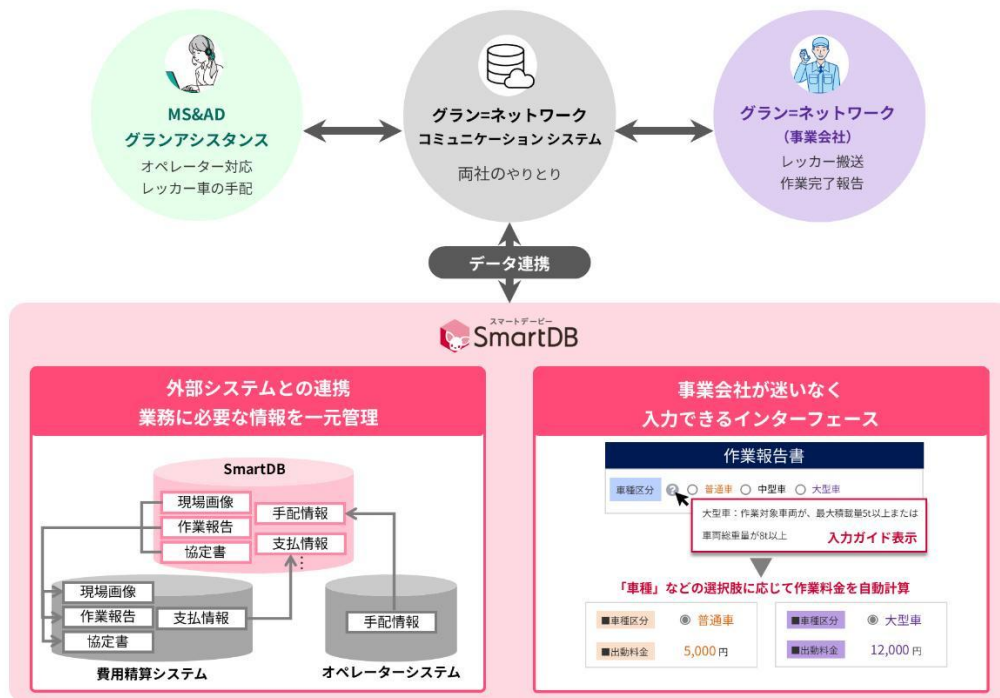 MS&AD
グランアシスタンス
オペレーター対応
レッカー車の手配
グラン=ネットワーク
コミュニケーション システム
両社のやりとり
グラン=ネットワーク
（事業会社）
レッカー搬送
作業完了報告
データ連携
スマートデービー
SmartDB
外部システムとの連携
業務に必要な情報を一元管理
SmartDB
現場画像
作業報告
協定書
手配情報
支払情報
⋮
現場画像
作業報告
協定書
支払情報
費用精算システム
手配情報
オペレーターシステム
事業会社が迷いなく
入力できるインターフェース
作業報告書
車種区分 ? 普通車 中型車 大型車
大型車：作業対象車両が、最大積載量5t以上または
車両総重量が8t以上 入力ガイド表示
「車種」などの選択肢に応じて作業料金を自動計算
■車種区分 ◉ 普通車
■出動料金 5,000 円
■車種区分 ◉ 大型車
■出動料金 12,000 円